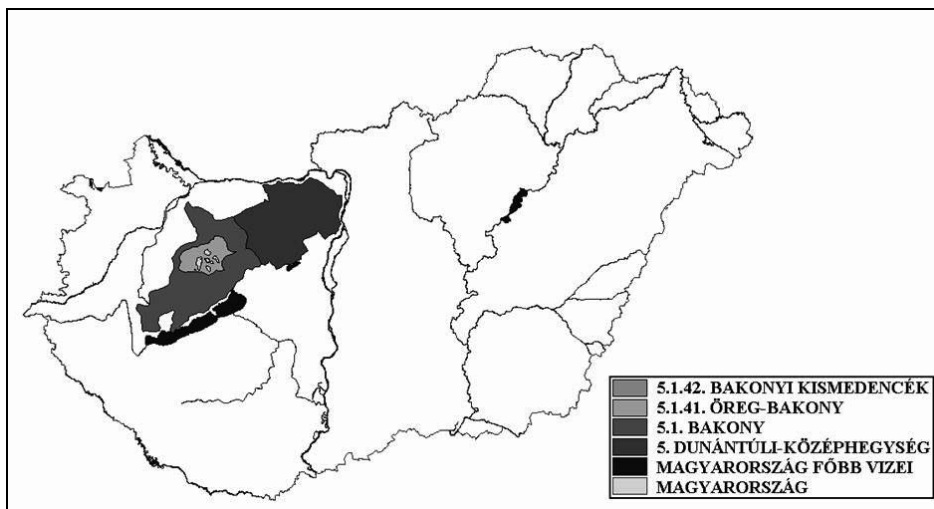 5.1.42. BAKONYI KISMEDENCÉK
5.1.41. ÖREG-BAKONY
5.1. BAKONY
5. DUNÁNTÚLI-KÖZÉPHEGYSÉG
MAGYARORSZÁG FŐBB VIZEI
MAGYARORSZÁG